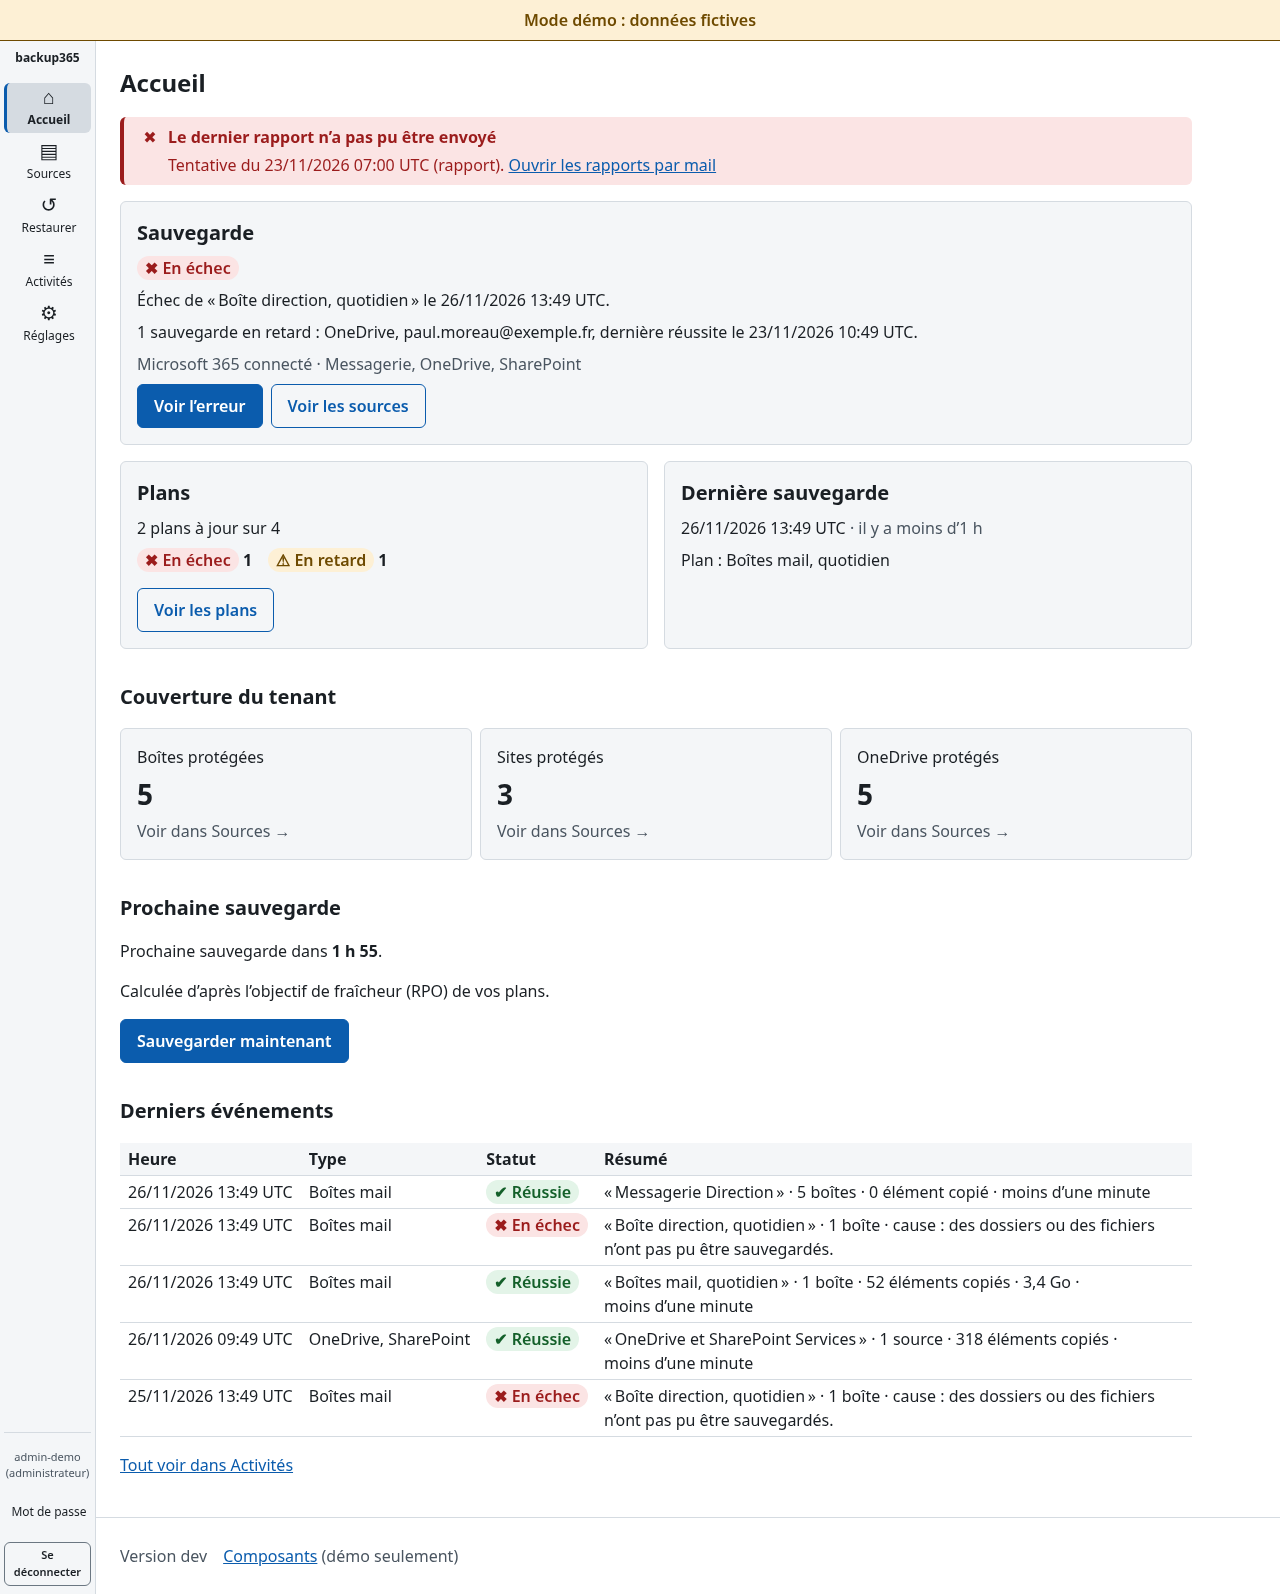 Mode démo : données fictives
backup365
Accueil
Sources
Restaurer
Activités
Réglages
admin-demo
(administrateur)
Mot de passe
Se
déconnecter
Accueil
✖ Le dernier rapport n’a pas pu être envoyé
Tentative du 23/11/2026 07:00 UTC (rapport). Ouvrir les rapports par mail
Sauvegarde
✖ En échec
Échec de « Boîte direction, quotidien » le 26/11/2026 13:49 UTC.
1 sauvegarde en retard : OneDrive, paul.moreau@exemple.fr, dernière réussite le 23/11/2026 10:49 UTC.
Microsoft 365 connecté · Messagerie, OneDrive, SharePoint
Voir l’erreur Voir les sources
Plans
2 plans à jour sur 4
✖ En échec 1 ⚠ En retard 1
Voir les plans
Dernière sauvegarde
26/11/2026 13:49 UTC · il y a moins d’1 h
Plan : Boîtes mail, quotidien
Couverture du tenant
Boîtes protégées
5
Voir dans Sources →
Sites protégés
3
Voir dans Sources →
OneDrive protégés
5
Voir dans Sources →
Prochaine sauvegarde
Prochaine sauvegarde dans 1 h 55.
Calculée d’après l’objectif de fraîcheur (RPO) de vos plans.
Sauvegarder maintenant
Derniers événements
Heure Type Statut Résumé
26/11/2026 13:49 UTC Boîtes mail ✔ Réussie « Messagerie Direction » · 5 boîtes · 0 élément copié · moins d’une minute
26/11/2026 13:49 UTC Boîtes mail ✖ En échec « Boîte direction, quotidien » · 1 boîte · cause : des dossiers ou des fichiers
n’ont pas pu être sauvegardés.
26/11/2026 13:49 UTC Boîtes mail ✔ Réussie « Boîtes mail, quotidien » · 1 boîte · 52 éléments copiés · 3,4 Go ·
moins d’une minute
26/11/2026 09:49 UTC OneDrive, SharePoint ✔ Réussie « OneDrive et SharePoint Services » · 1 source · 318 éléments copiés ·
moins d’une minute
25/11/2026 13:49 UTC Boîtes mail ✖ En échec « Boîte direction, quotidien » · 1 boîte · cause : des dossiers ou des fichiers
n’ont pas pu être sauvegardés.
Tout voir dans Activités
Version dev Composants (démo seulement)